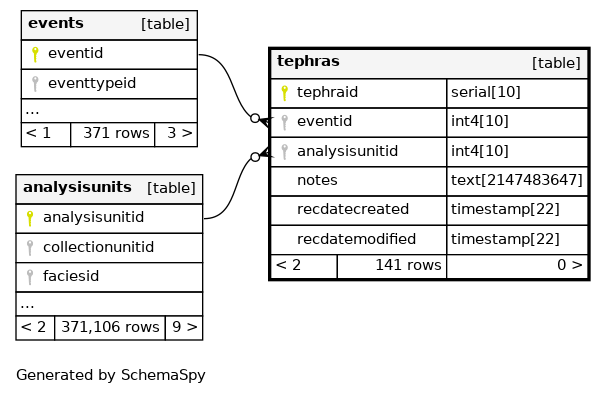 events [table]
eventid
eventtypeid
...
< 1 371 rows 3 >
analysisunits [table]
analysisunitid
collectionunitid
faciesid
...
< 2 371,106 rows 9 >
tephras [table]
tephraid serial[10]
eventid int4[10]
analysisunitid int4[10]
notes text[2147483647]
recdatecreated timestamp[22]
recdatemodified timestamp[22]
< 2 141 rows 0 >
Generated by SchemaSpy